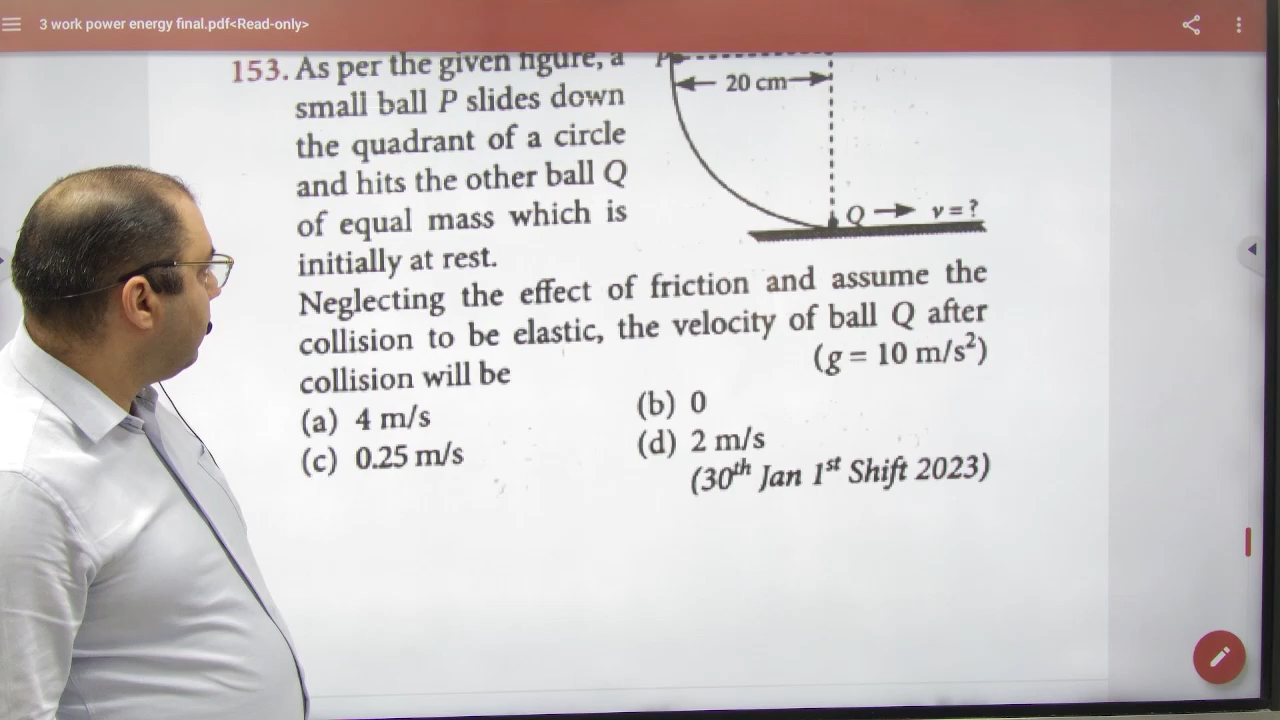 3 work power energy final.pdf<Read-only>
153. As per the given figure, a
small ball P slides down
the quadrant of a circle
and hits the other ball Q
of equal mass which is
initially at rest.
P
20 cm
Q v = ?
Neglecting the effect of friction and assume the
collision to be elastic, the velocity of ball Q after
collision will be (g = 10 m/s²)
(a) 4 m/s (b) 0
(c) 0.25 m/s (d) 2 m/s
(30th Jan 1st Shift 2023)